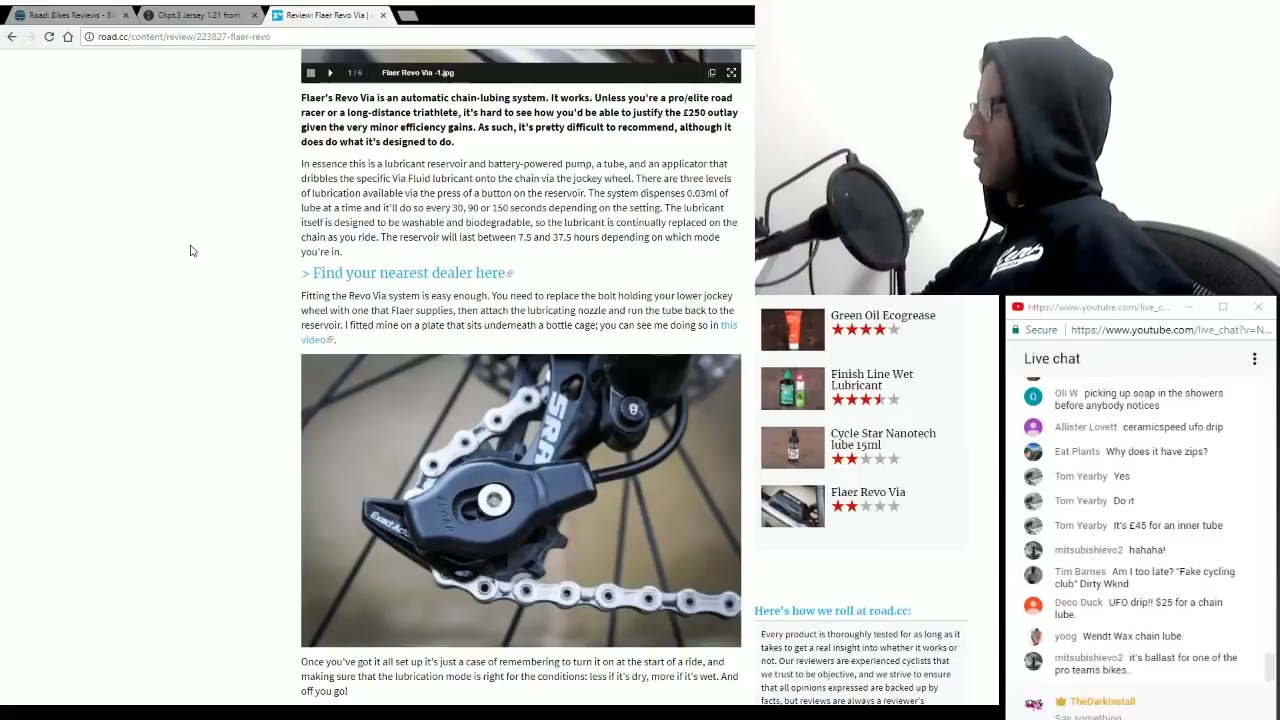 Road: Bikes Reviews - Bi
Chpt.3 Jersey 1:21 from
Review: Flaer Revo Via |
road.cc/content/review/223827-flaer-revo
1 / 6 Flaer Revo Via -1.jpg
Flaer's Revo Via is an automatic chain-lubing system. It works. Unless you're a pro/elite road
racer or a long-distance triathlete, it's hard to see how you'd be able to justify the £250 outlay
given the very minor efficiency gains. As such, it's pretty difficult to recommend, although it
does do what it's designed to do.
In essence this is a lubricant reservoir and battery-powered pump, a tube, and an applicator that
dribbles the specific Via Fluid lubricant onto the chain via the jockey wheel. There are three levels
of lubrication available via the press of a button on the reservoir. The system dispenses 0.03ml of
lube at a time and it'll do so every 30, 90 or 150 seconds depending on the setting. The lubricant
itself is designed to be washable and biodegradable, so the lubricant is continually replaced on the
chain as you ride. The reservoir will last between 7.5 and 37.5 hours depending on which mode
you're in.
> Find your nearest dealer here
Fitting the Revo Via system is easy enough. You need to replace the bolt holding your lower jockey
wheel with one that Flaer supplies, then attach the lubricating nozzle and run the tube back to the
reservoir. I fitted mine on a plate that sits underneath a bottle cage; you can see me doing so in this
video.
SRA
Exact Actu
Once you've got it all set up it's just a case of remembering to turn it on at the start of a ride, and
making sure that the lubrication mode is right for the conditions: less if it's dry, more if it's wet. And
off you go!
Green Oil Ecogrease
Finish Line Wet
Lubricant
Cycle Star Nanotech
lube 15ml
Flaer Revo Via
Here's how we roll at road.cc:
Every product is thoroughly tested for as long as it
takes to get a real insight into whether it works or
not. Our reviewers are experienced cyclists that
we trust to be objective, and we strive to ensure
that all opinions expressed are backed up by
facts, but reviews are always a reviewer's
https://www.youtube.com/live_c...
Secure https://www.youtube.com/live_chat?v=N...
Live chat
Oli W picking up soap in the showers
before anybody notices
Allister Lovett ceramicspeed ufo drip
Eat Plants Why does it have zips?
Tom Yearby Yes
Tom Yearby Do it
Tom Yearby It's £45 for an inner tube
mitsubishievo2 hahaha!
Tim Barnes Am I too late? "Fake cycling
club" Dirty Wknd
Deco Duck UFO drip!! $25 for a chain
lube.
yoog Wendt Wax chain lube
mitsubishievo2 it's ballast for one of the
pro teams bikes..
TheDarkInstall
Say something...